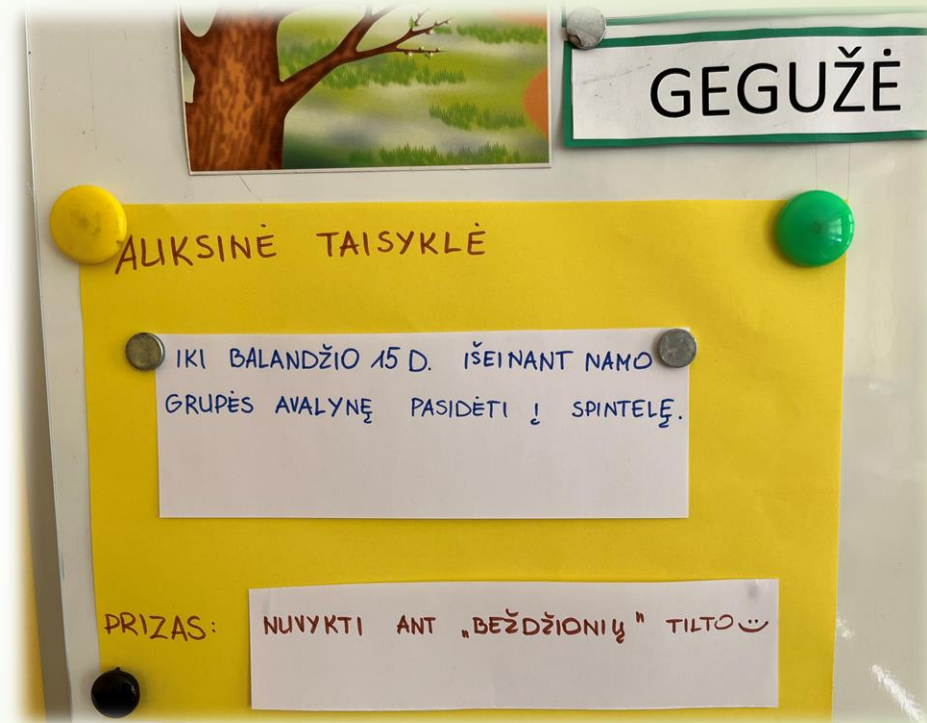 GEGUŽĖ
AUKSINĖ TAISYKLĖ
IKI BALANDŽIO 15 D. IŠEINANT NAMO
GRUPĖS AVALYNĘ PASIDĖTI Į SPINTELĘ.
PRIZAS: NUVYKTI ANT „BEŽDŽIONIŲ" TILTO